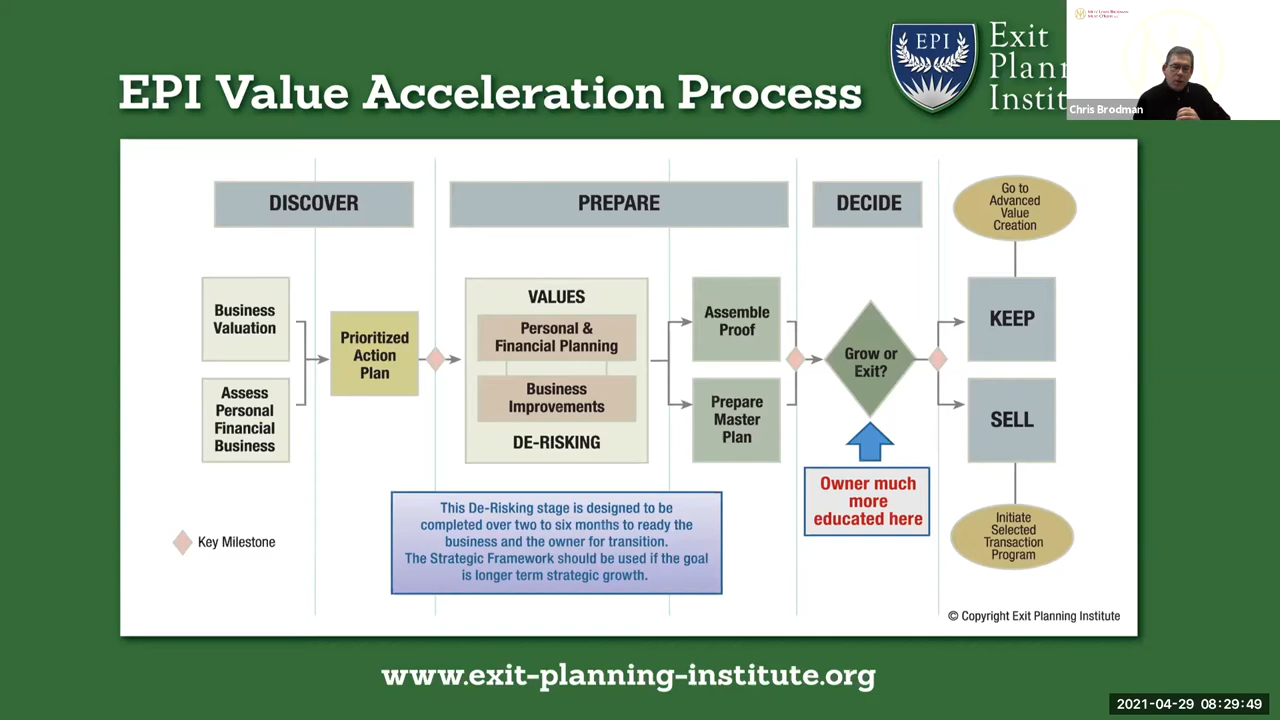 EPI Value Acceleration Process
EPI
Exit
Plann
Instit
Chris Brodman
DISCOVER
PREPARE
DECIDE
Go to
Advanced
Value
Creation
Business
Valuation
Assess
Personal
Financial
Business
Prioritized
Action
Plan
VALUES
Personal &
Financial Planning
Business
Improvements
DE-RISKING
Assemble
Proof
Prepare
Master
Plan
Grow or
Exit?
KEEP
SELL
Owner much
more
educated here
Initiate
Selected
Transaction
Program
This De-Risking stage is designed to be
completed over two to six months to ready the
business and the owner for transition.
The Strategic Framework should be used if the goal
is longer term strategic growth.
Key Milestone
© Copyright Exit Planning Institute
www.exit-planning-institute.org
2021-04-29 08:29:49